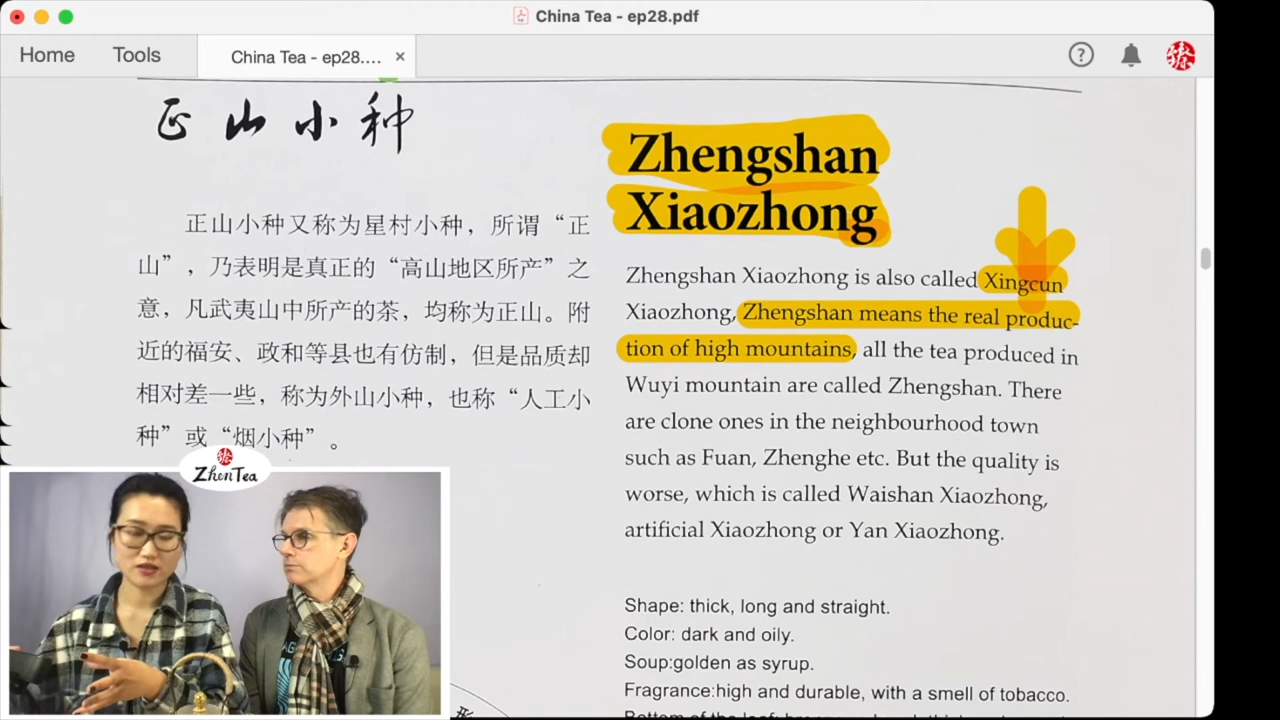 China Tea - ep28.pdf
Home
Tools
China Tea - ep28....
正山小种
正山小种又称为星村小种，所谓“正
山”，乃表明是真正的“高山地区所产”之
意，凡武夷山中所产的茶，均称为正山。附
近的福安、政和等县也有仿制，但是品质却
相对差一些，称为外山小种，也称“人工小
种”或“烟小种”。
Zhengshan
Xiaozhong
Zhengshan Xiaozhong is also called Xingcun
Xiaozhong, Zhengshan means the real produc-
tion of high mountains, all the tea produced in
Wuyi mountain are called Zhengshan. There
are clone ones in the neighbourhood town
such as Fuan, Zhenghe etc. But the quality is
worse, which is called Waishan Xiaozhong,
artificial Xiaozhong or Yan Xiaozhong.
Shape: thick, long and straight.
Color: dark and oily.
Soup:golden as syrup.
Fragrance:high and durable, with a smell of tobacco.
ZhenTea